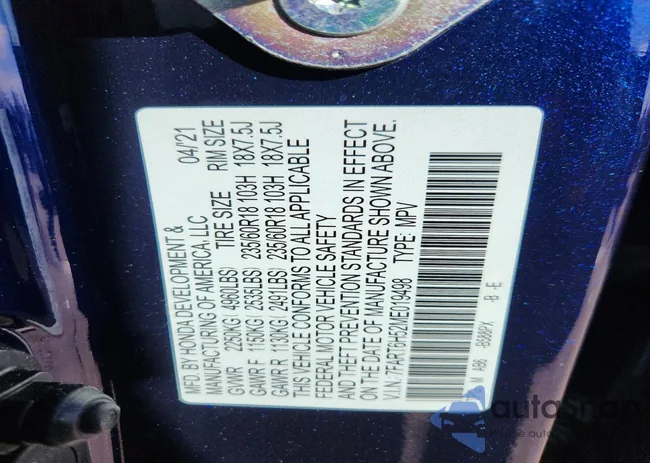 MFD. BY HONDA DEVELOPMENT &
MANUFACTURING OF AMERICA, LLC 04/'21
GVWR 2250KG 4960LBS TIRE SIZE RIM SIZE
GAWR F 1150KG 2535LBS 235/60R18 103H 18X7.5J
GAWR R 1130KG 2491LBS 235/60R18 103H 18X7.5J
THIS VEHICLE CONFORMS TO ALL APPLICABLE
FEDERAL MOTOR VEHICLE SAFETY
AND THEFT PREVENTION STANDARDS IN EFFECT
ON THE DATE OF MANUFACTURE SHOWN ABOVE.
V.I.N. TYPE: MPV